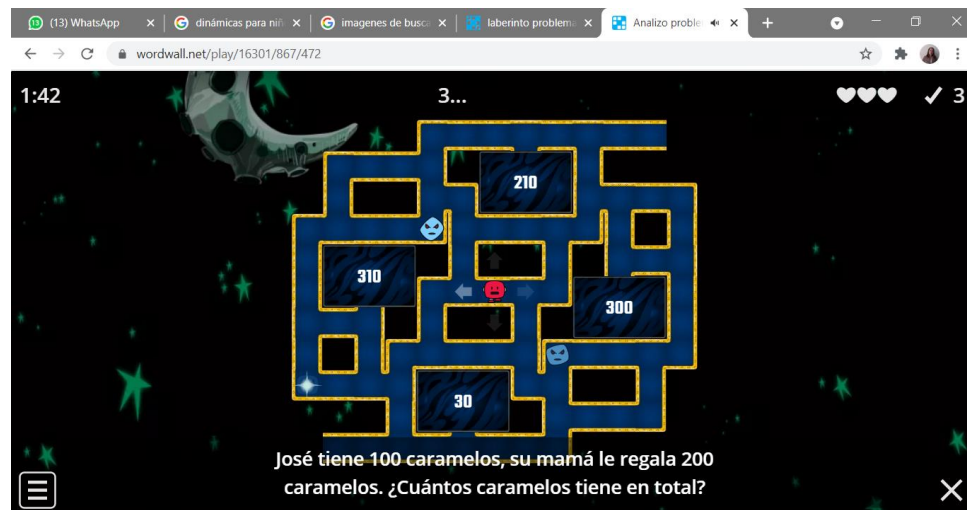 (13) WhatsApp
dinámicas para niñ
imagenes de busca
laberinto problema
Analizo proble
wordwall.net/play/16301/867/472
1:42
3...
3
210
310
300
30
José tiene 100 caramelos, su mamá le regala 200
caramelos. ¿Cuántos caramelos tiene en total?